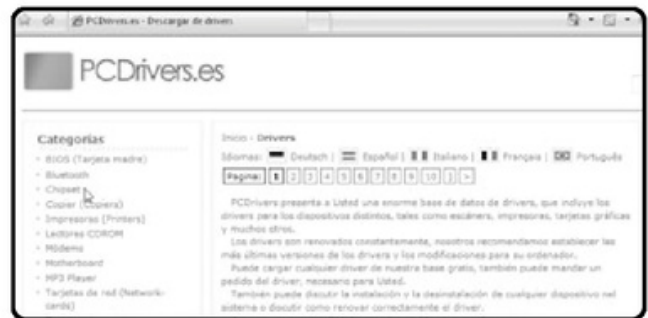 PCDrivers.es - Descargar de drivers
PCDrivers.es
Categorías
BIOS (Tarjeta madre)
Bluetooth
Chipset
Copier (Copiers)
Impresoras (Printers)
Lectores CDROM
Módems
Motherboard
MP3 Player
Tarjetas de red (Network-
cards)
Inicio › Drivers
Idiomas: Deutsch | Español | Italiano | Français | Português
Pagina: 1 2 3 4 5 6 7 8 9 10 ] >
PCDrivers presenta a Usted una enorme base de datos de drivers, que incluye los
drivers para los dispositivos distintos, tales como escáners, impresoras, tarjetas gráficas
y muchos otros.
Los drivers son renovados constantemente, nosotros recomendamos establecer las
más últimas versiones de los drivers y los modificaciones para su ordenador.
Puede cargar cualquier driver de nuestra base gratis, también puede mandar un
pedido del driver, necesario para Usted.
También puede discutir la instalación y la desinstalación de cualquier dispositivo nel
sistema o discutir como renovar correctamente el driver.